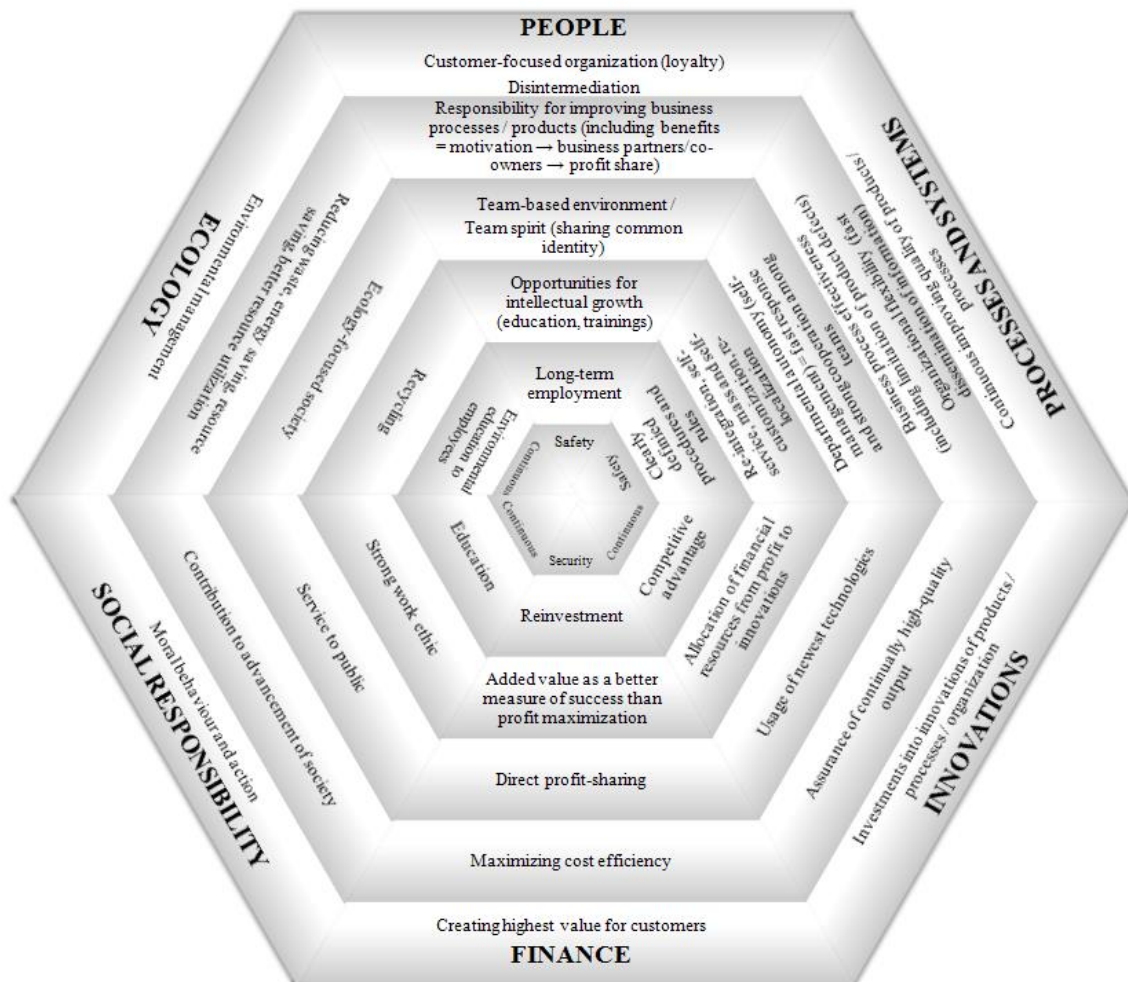 PEOPLE
Customer-focused organization (loyalty)
Disintermediation
Responsibility for improving business
processes / products (including benefits
= motivation → business partners/co-
owners → profit share)
Team-based environment /
Team spirit (sharing common
identity)
Opportunities for
intellectual growth
(education, trainings)
Long-term
employment
Safety
PROCESSES ANDSYSTEMS
Continuous improving quality of products /
processes
Organizational flexibility (fast
dissemination of information)
Business process effectiveness
(including limitation of product defects)
Departmental autonomy (self-
management) = fast response
and strong cooperation among
teams
Re-integration, self-
service, mass and self-
customization, re-
localization
Clearly
defined
procedures and
rules
Safety
INNOVATIONS
Investments into innovations of products /
processes / organization
Assurance of continually high-quality
output
Usage of newest technologies
Allocation of financial
resources from profit to
innovations
Competitive
advantage
Continuous
Security
Reinvestment
Added value as a better
measure of success than
profit maximization
Direct profit-sharing
Maximizing cost efficiency
Creating highest value for customers
FINANCE
SOCIAL RESPONSIBILITY
Moral behaviour and action
Contribution to advancement of society
Service to public
Strong work ethic
Education
Continuous
ECOLOGY
Environmental management
Reducing waste, energy saving, resource
saving, better resource utilization
Ecology-focused society
Recycling
Environmental
education to
employees
Continuous